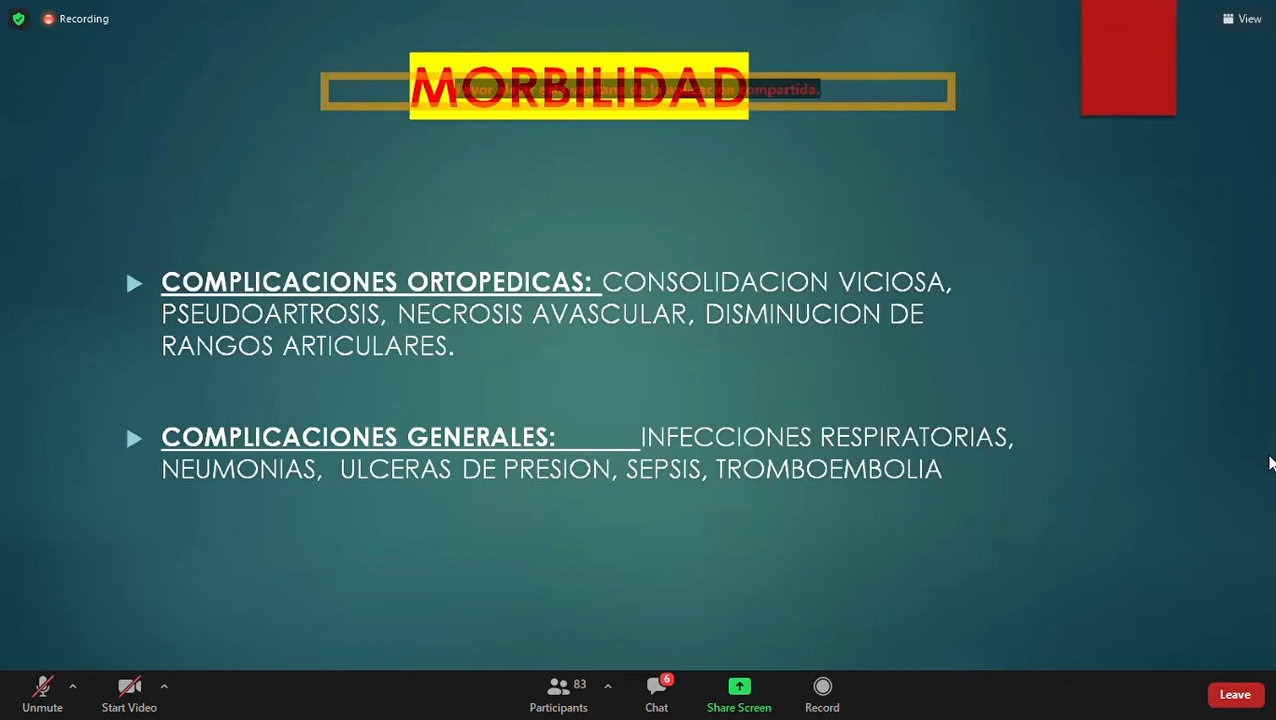 Recording
View
MORBILIDAD
compartida.
COMPLICACIONES ORTOPEDICAS: CONSOLIDACION VICIOSA,
PSEUDOARTROSIS, NECROSIS AVASCULAR, DISMINUCION DE
RANGOS ARTICULARES.
COMPLICACIONES GENERALES: INFECCIONES RESPIRATORIAS,
NEUMONIAS, ULCERAS DE PRESION, SEPSIS, TROMBOEMBOLIA
83
6
Unmute
Start Video
Participants
Chat
Share Screen
Record
Leave